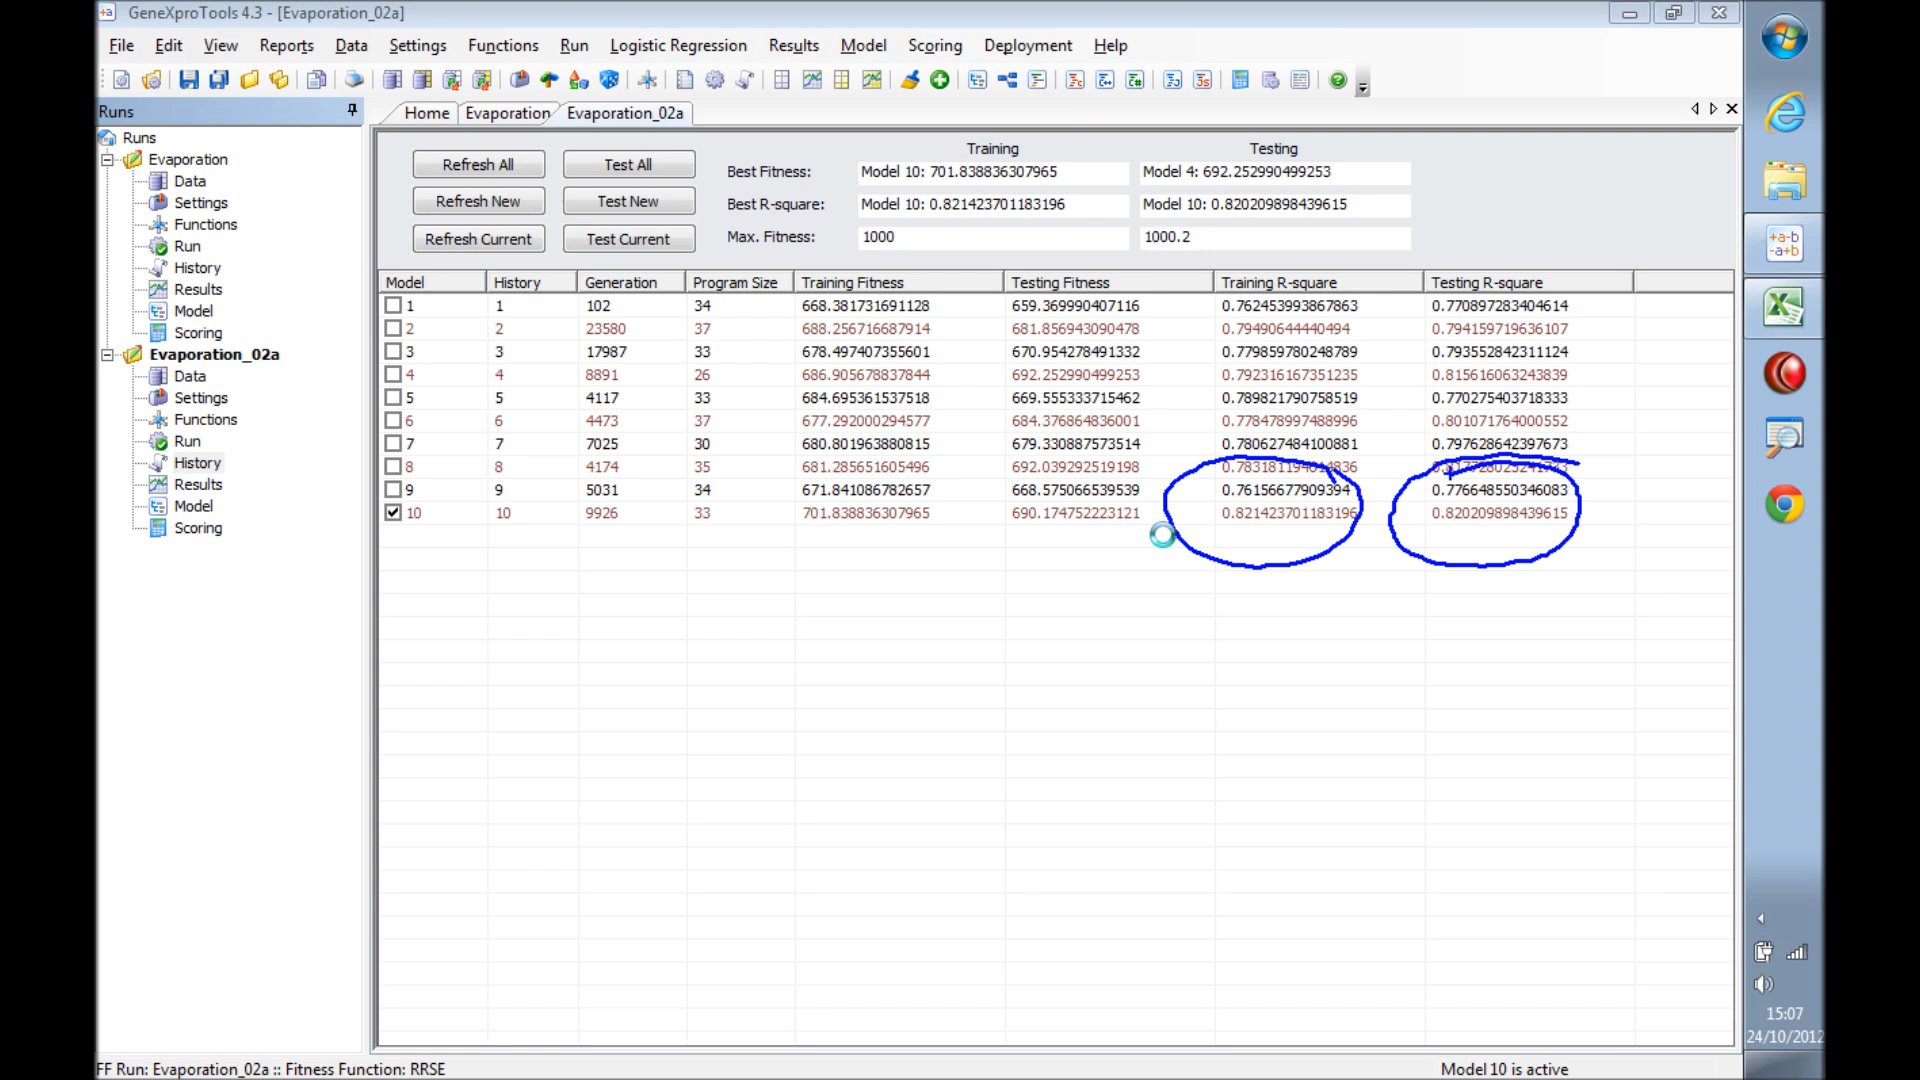 GeneXproTools 4.3 - [Evaporation_02a]
File Edit View Reports Data Settings Functions Run Logistic Regression Results Model Scoring Deployment Help
Runs
Home Evaporation Evaporation_02a
Runs
Evaporation
Data
Settings
Functions
Run
History
Results
Model
Scoring
Evaporation_02a
Data
Settings
Functions
Run
History
Results
Model
Scoring
Refresh All Test All
Refresh New Test New
Refresh Current Test Current
Training Testing
Best Fitness: Model 10: 701.838836307965 Model 4: 692.252990499253
Best R-square: Model 10: 0.821423701183196 Model 10: 0.820209898439615
Max. Fitness: 1000 1000.2
Model History Generation Program Size Training Fitness Testing Fitness Training R-square Testing R-square
1 1 102 34 668.381731691128 659.369990407116 0.762453993867863 0.770897283404614
2 2 23580 37 688.256716687914 681.856943090478 0.79490644440494 0.794159719636107
3 3 17987 33 678.497407355601 670.954278491332 0.779859780248789 0.793552842311124
4 4 8891 26 686.905678837844 692.252990499253 0.792316167351235 0.815616063243839
5 5 4117 33 684.695361537518 669.555333715462 0.789821790758519 0.770275403718333
6 6 4473 37 677.292000294577 684.376864836001 0.778478997488996 0.801071764000552
7 7 7025 30 680.801963880815 679.330887573514 0.780627484100881 0.797628642397673
8 8 4174 35 681.285651605496 692.039292519198
9 9 5031 34 671.841086782657 668.575066539539 0.76156677909394 0.776648550346083
10 10 9926 33 701.838836307965 690.174752223121 0.821423701183196 0.820209898439615
FF Run: Evaporation_02a :: Fitness Function: RRSE
Model 10 is active
15:07
24/10/2012